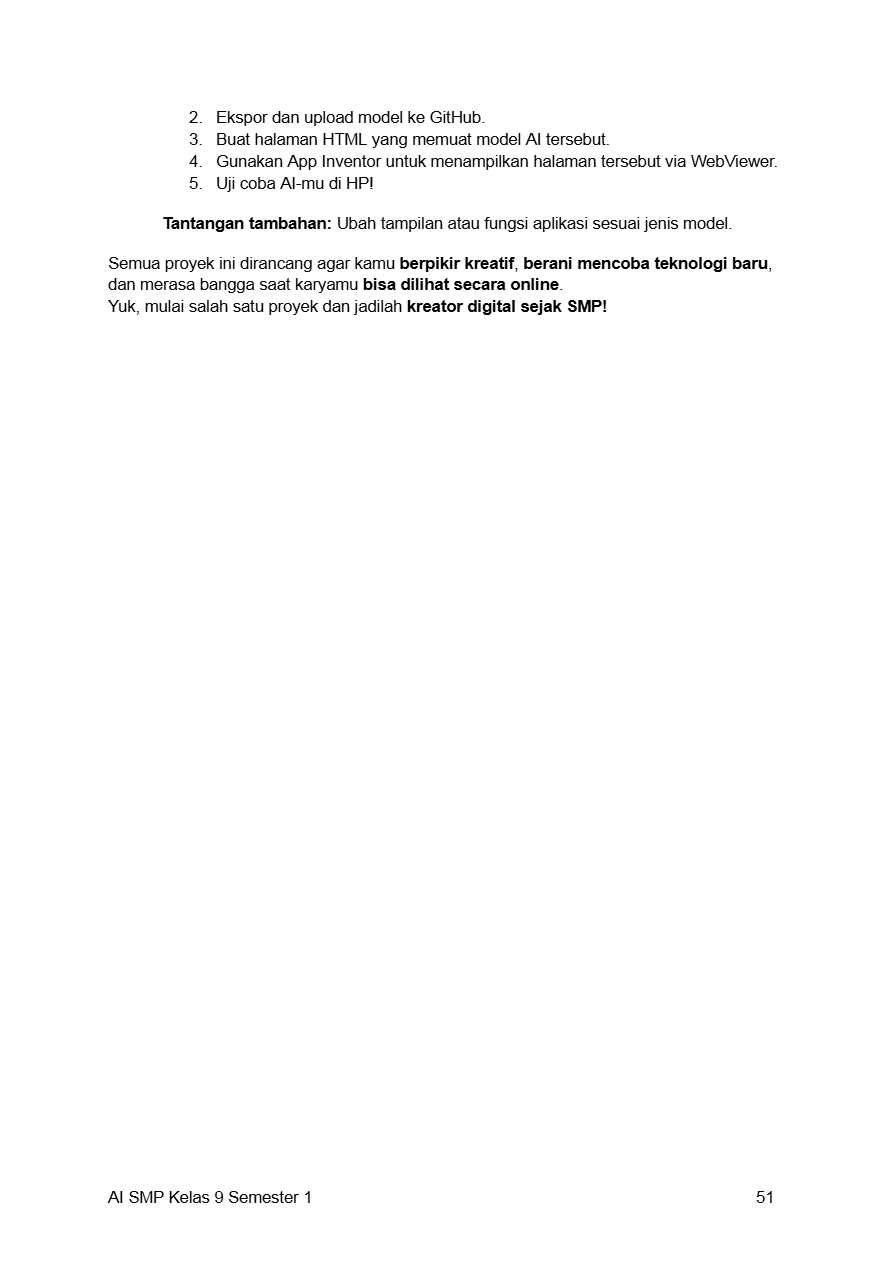 2. Ekspor dan upload model ke GitHub.
3. Buat halaman HTML yang memuat model AI tersebut.
4. Gunakan App Inventor untuk menampilkan halaman tersebut via WebViewer.
5. Uji coba AI-mu di HP!
Tantangan tambahan: Ubah tampilan atau fungsi aplikasi sesuai jenis model.
Semua proyek ini dirancang agar kamu berpikir kreatif, berani mencoba teknologi baru,
dan merasa bangga saat karyamu bisa dilihat secara online.
Yuk, mulai salah satu proyek dan jadilah kreator digital sejak SMP!
AI SMP Kelas 9 Semester 1 51